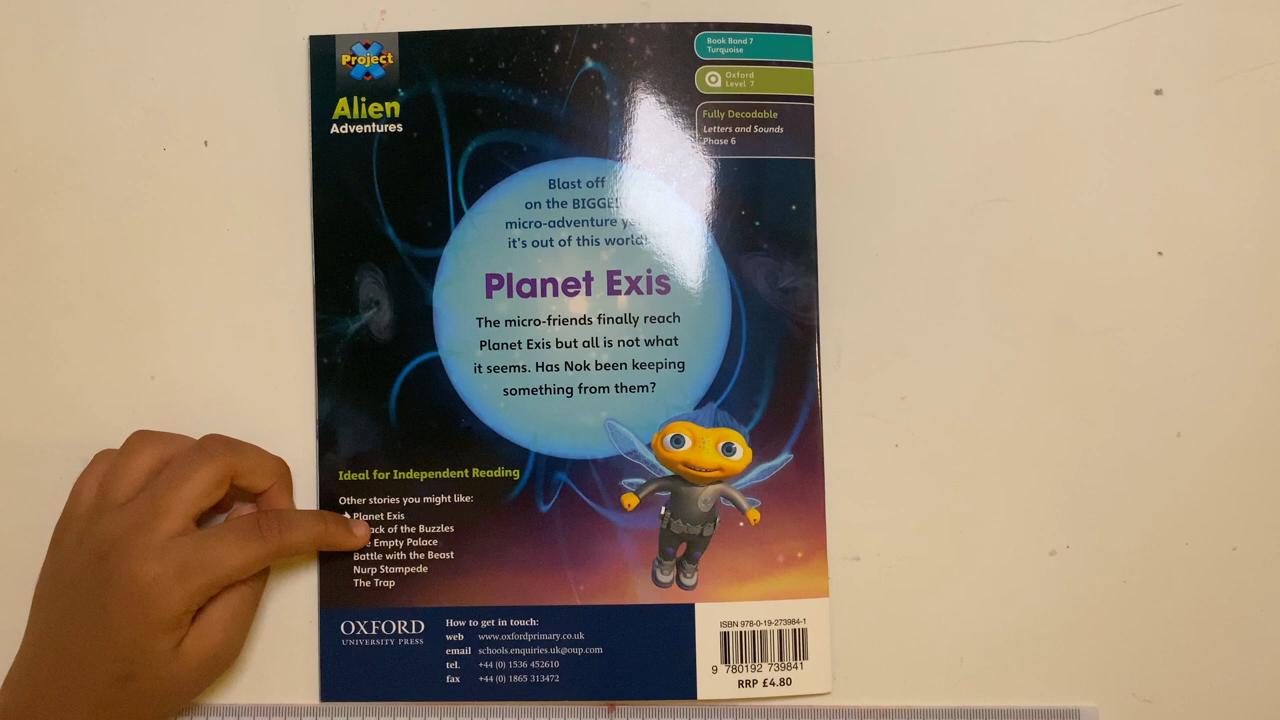 Project
Alien
Adventures
Book Band 7
Turquoise
Oxford
Level 7
Fully Decodable
Letters and Sounds
Phase 6
Blast off
on the
micro-adventure
it's out of this world!
Planet Exis
The micro-friends finally reach
Planet Exis but all is not what
it seems. Has Nok been keeping
something from them?
Ideal for Independent Reading
Other stories you might like:
Planet Exis
of the Buzzles
Empty Palace
Battle with the Beast
Nurp Stampede
The Trap
OXFORD
UNIVERSITY PRESS
How to get in touch:
web www.oxfordprimary.co.uk
email schools.enquiries.uk@oup.com
tel. +44 (0) 1536 452610
fax +44 (0) 1865 313472
ISBN 978-0-19-273984-1
9 780192 739841
RRP £4.80